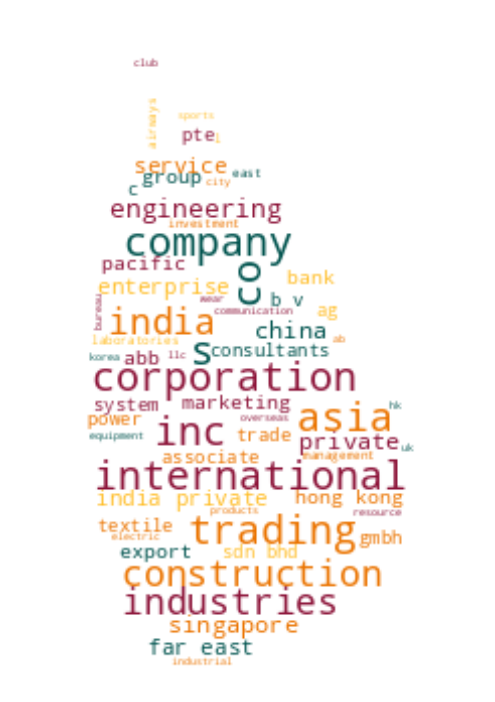 club
airways
sports
pte
l
service
group
east
city
c
engineering
investment
company
pacific
co
bank
enterprise
wear
b v
bureau
communication
ag
india
china
laboratories
ab
s
consultants
korea
abb
llc
corporation
system
marketing
hk
asia
power
overseas
inc
equipment
trade
private
uk
associate
management
international
india private
hong kong
products
resource
textile
trading
electric
gmbh
export
sdn bhd
construction
industries
singapore
far east
industrial